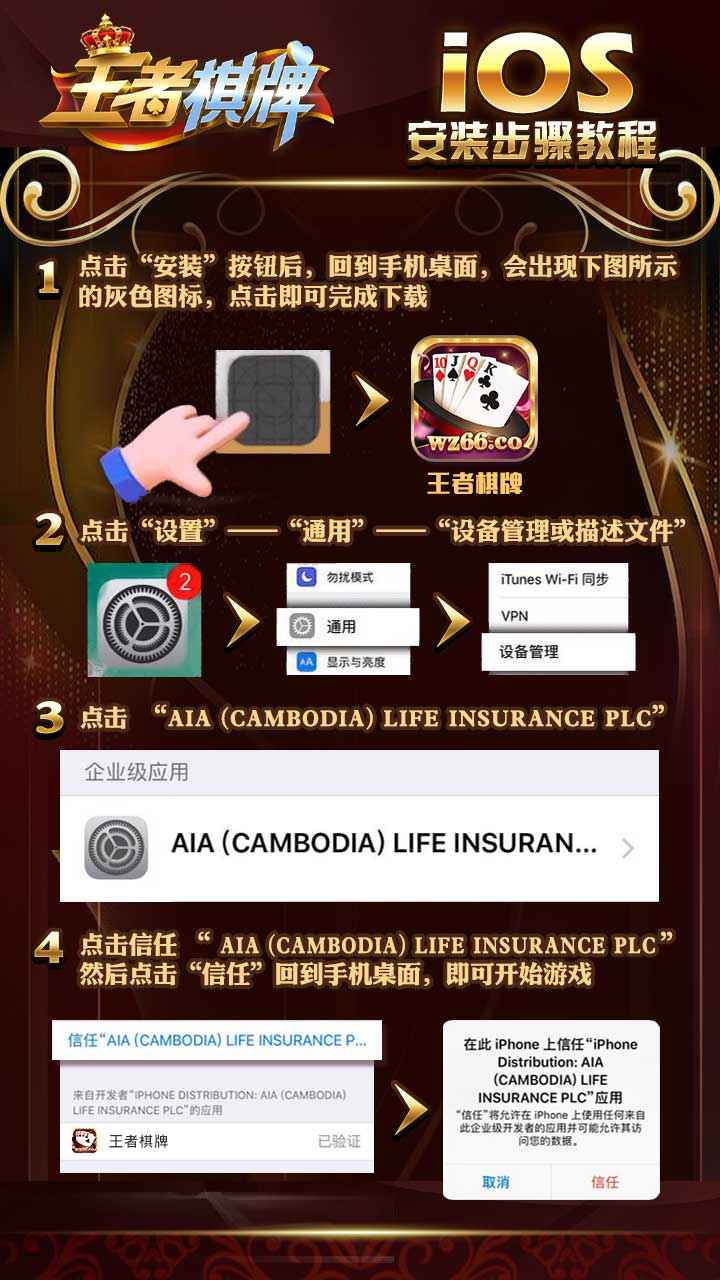 王者棋牌
iOS
安装步骤教程
1 点击“安装”按钮后，回到手机桌面，会出现下图所示
的灰色图标，点击即可完成下载
10 J Q K
wz66.co
王者棋牌
2 点击“设置”——“通用”——“设备管理或描述文件”
2
勿扰模式
通用
AA 显示与亮度
iTunes Wi-Fi 同步
VPN
设备管理
3 点击 “AIA (CAMBODIA) LIFE INSURANCE PLC”
企业级应用
AIA (CAMBODIA) LIFE INSURAN...
4 点击信任 “ AIA (CAMBODIA) LIFE INSURANCE PLC ”
然后点击“信任”回到手机桌面，即可开始游戏
信任“AIA (CAMBODIA) LIFE INSURANCE P...
来自开发者“IPHONE DISTRIBUTION: AIA (CAMBODIA)
LIFE INSURANCE PLC”的应用
王者棋牌 已验证
在此 iPhone 上信任“iPhone
Distribution: AIA
(CAMBODIA) LIFE
INSURANCE PLC”应用
“信任”将允许在 iPhone 上使用任何来自
此企业级开发者的应用并可能允许其访
问您的数据。
取消 信任